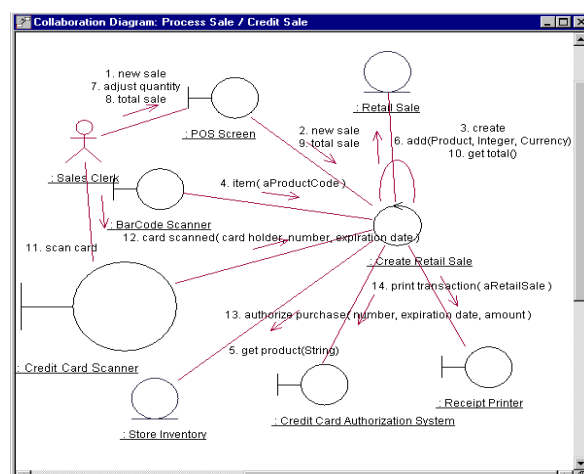 Collaboration Diagram: Process Sale / Credit Sale
1. new sale
7. adjust quantity
8. total sale
: POS Screen
: Retail Sale
2. new sale
9. total sale
3. create
6. add(Product, Integer, Currency)
10. get total()
: Sales Clerk
4. item( aProductCode )
: BarCode Scanner
11. scan card
12. card scanned( card holder, number, expiration date )
: Create Retail Sale
14. print transaction( aRetailSale )
13. authorize purchase( number, expiration date, amount )
5. get product(String)
: Credit Card Scanner
: Store Inventory
: Credit Card Authorization System
: Receipt Printer